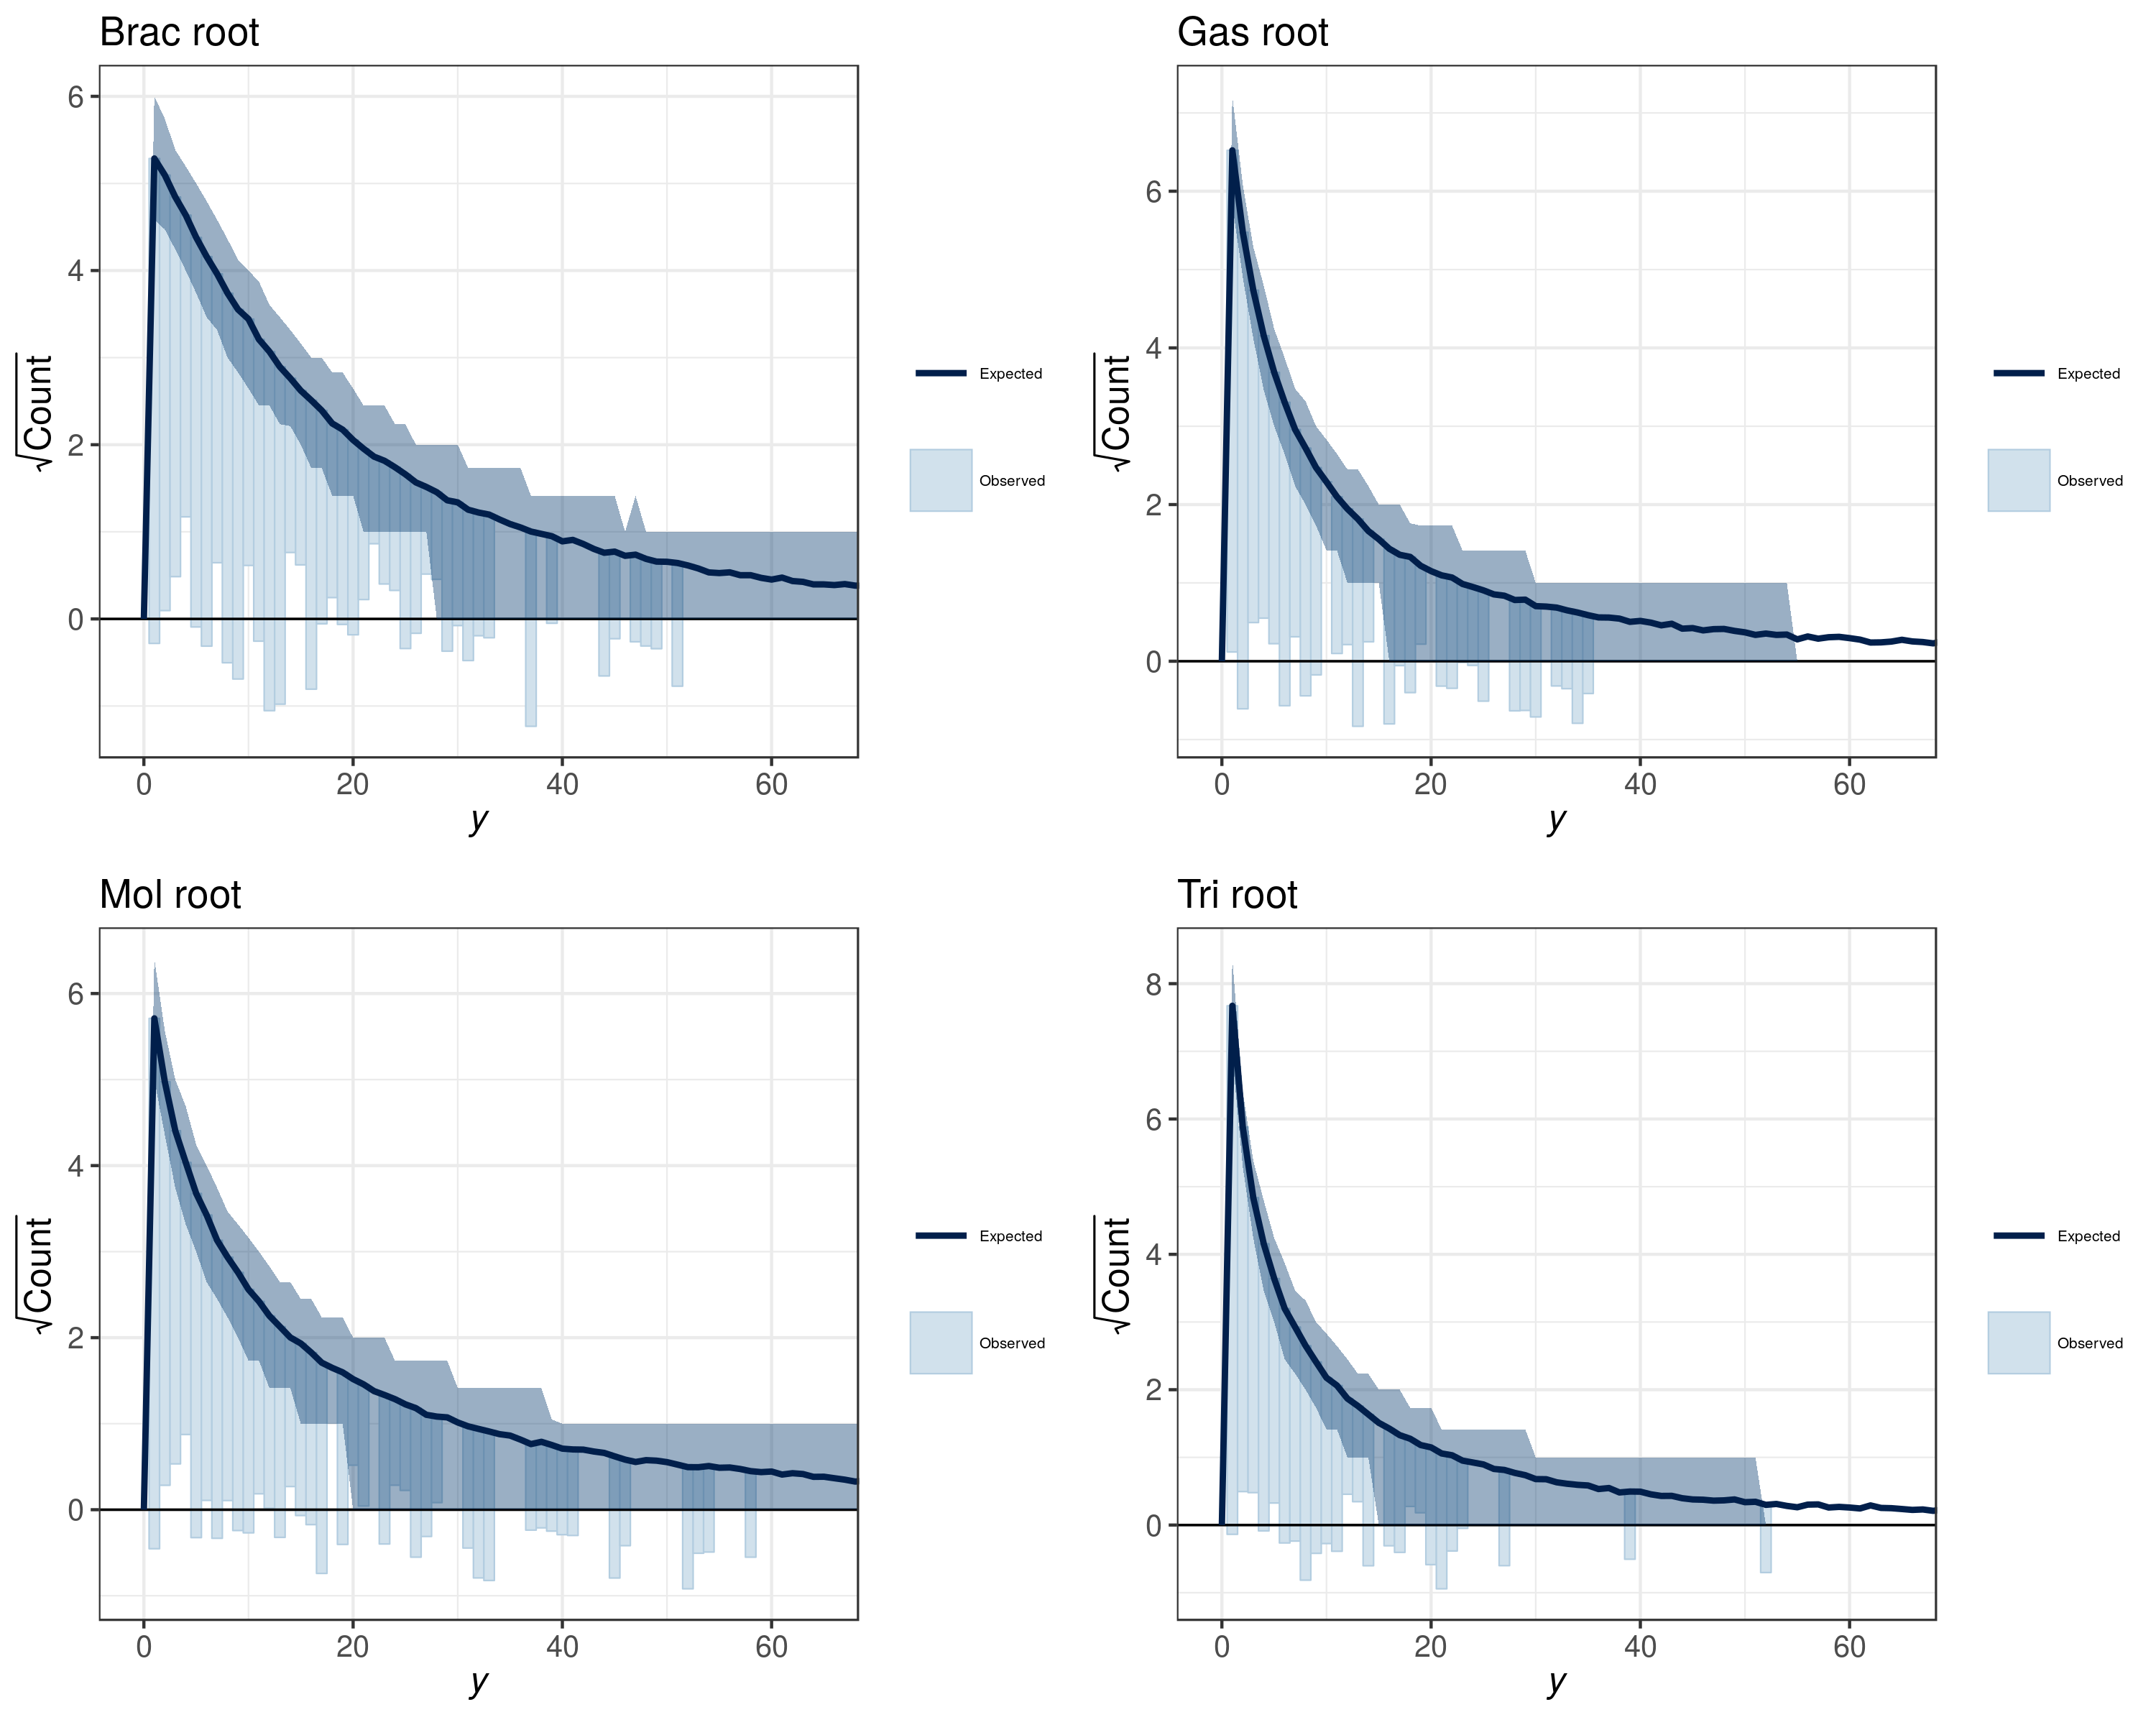 Brac root
6
4
2
0
√Count
0 20 40 60
y
Expected
Observed
Gas root
6
4
2
0
√Count
0 20 40 60
y
Expected
Observed
Mol root
6
4
2
0
√Count
0 20 40 60
y
Expected
Observed
Tri root
8
6
4
2
0
√Count
0 20 40 60
y
Expected
Observed